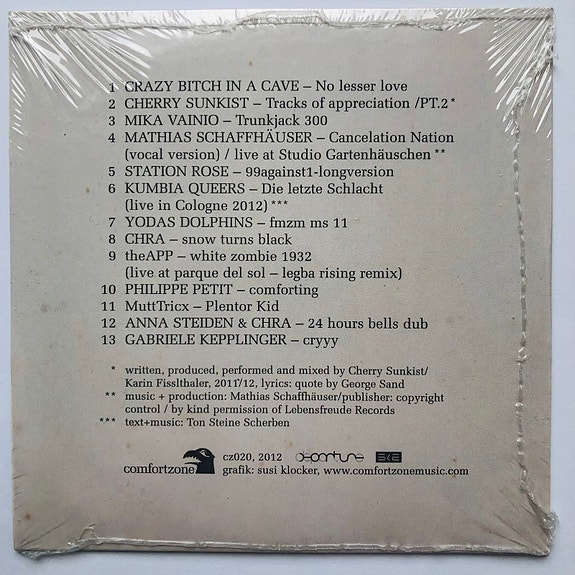 1 CRAZY BITCH IN A CAVE – No lesser love
2 CHERRY SUNKIST – Tracks of appreciation /PT.2 *
3 MIKA VAINIO – Trunkjack 300
4 MATHIAS SCHAFFHÄUSER – Cancelation Nation
(vocal version) / live at Studio Gartenhäuschen **
5 STATION ROSE – 99against1-longversion
6 KUMBIA QUEERS – Die letzte Schlacht
(live in Cologne 2012) ***
7 YODAS DOLPHINS – fmzm ms 11
8 CHRA – snow turns black
9 theAPP – white zombie 1932
(live at parque del sol – legba rising remix)
10 PHILIPPE PETIT – comforting
11 MuttTricx – Plentor Kid
12 ANNA STEIDEN & CHRA – 24 hours bells dub
13 GABRIELE KEPPLINGER – cryyy
* written, produced, performed and mixed by Cherry Sunkist/
Karin Fisslthaler, 2011/12, lyrics: quote by George Sand
** music + production: Mathias Schaffhäuser/publisher: copyright
control / by kind permission of Lebensfreude Records
*** text+music: Ton Steine Scherben
comfortzone
cz020, 2012
grafik: susi klocker, www.comfortzonemusic.com